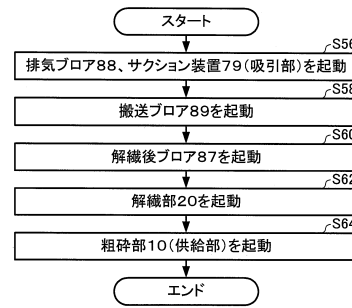 スタート
S56
排気ブロア88、サクション装置79(吸引部)を起動
S58
搬送ブロア89を起動
S60
解繊後ブロア87を起動
S62
解繊部20を起動
S64
粗砕部10(供給部)を起動
エンド